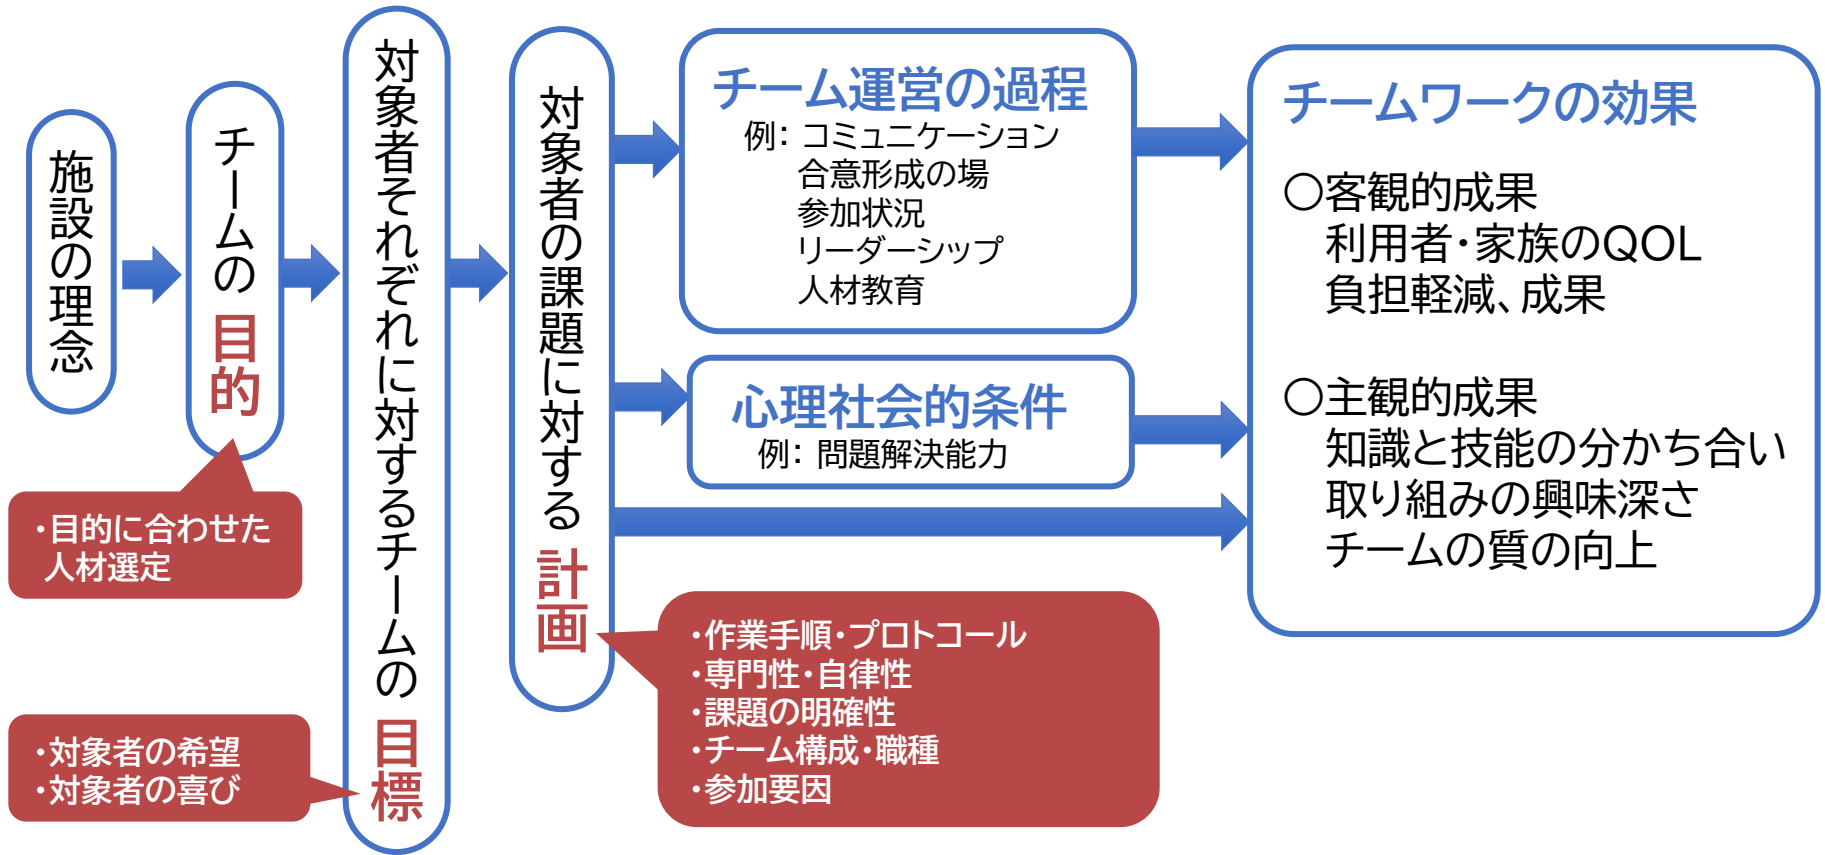 施設の理念
チームの目的
対象者それぞれに対するチームの目標
対象者の課題に対する計画
チーム運営の過程
例：コミュニケーション
合意形成の場
参加状況
リーダーシップ
人材教育
心理社会的条件
例：問題解決能力
チームワークの効果
〇客観的成果
利用者・家族のQOL
負担軽減、成果
〇主観的成果
知識と技能の分かち合い
取り組みの興味深さ
チームの質の向上
・目的に合わせた
人材選定
・対象者の希望
・対象者の喜び
・作業手順・プロトコール
・専門性・自律性
・課題の明確性
・チーム構成・職種
・参加要因